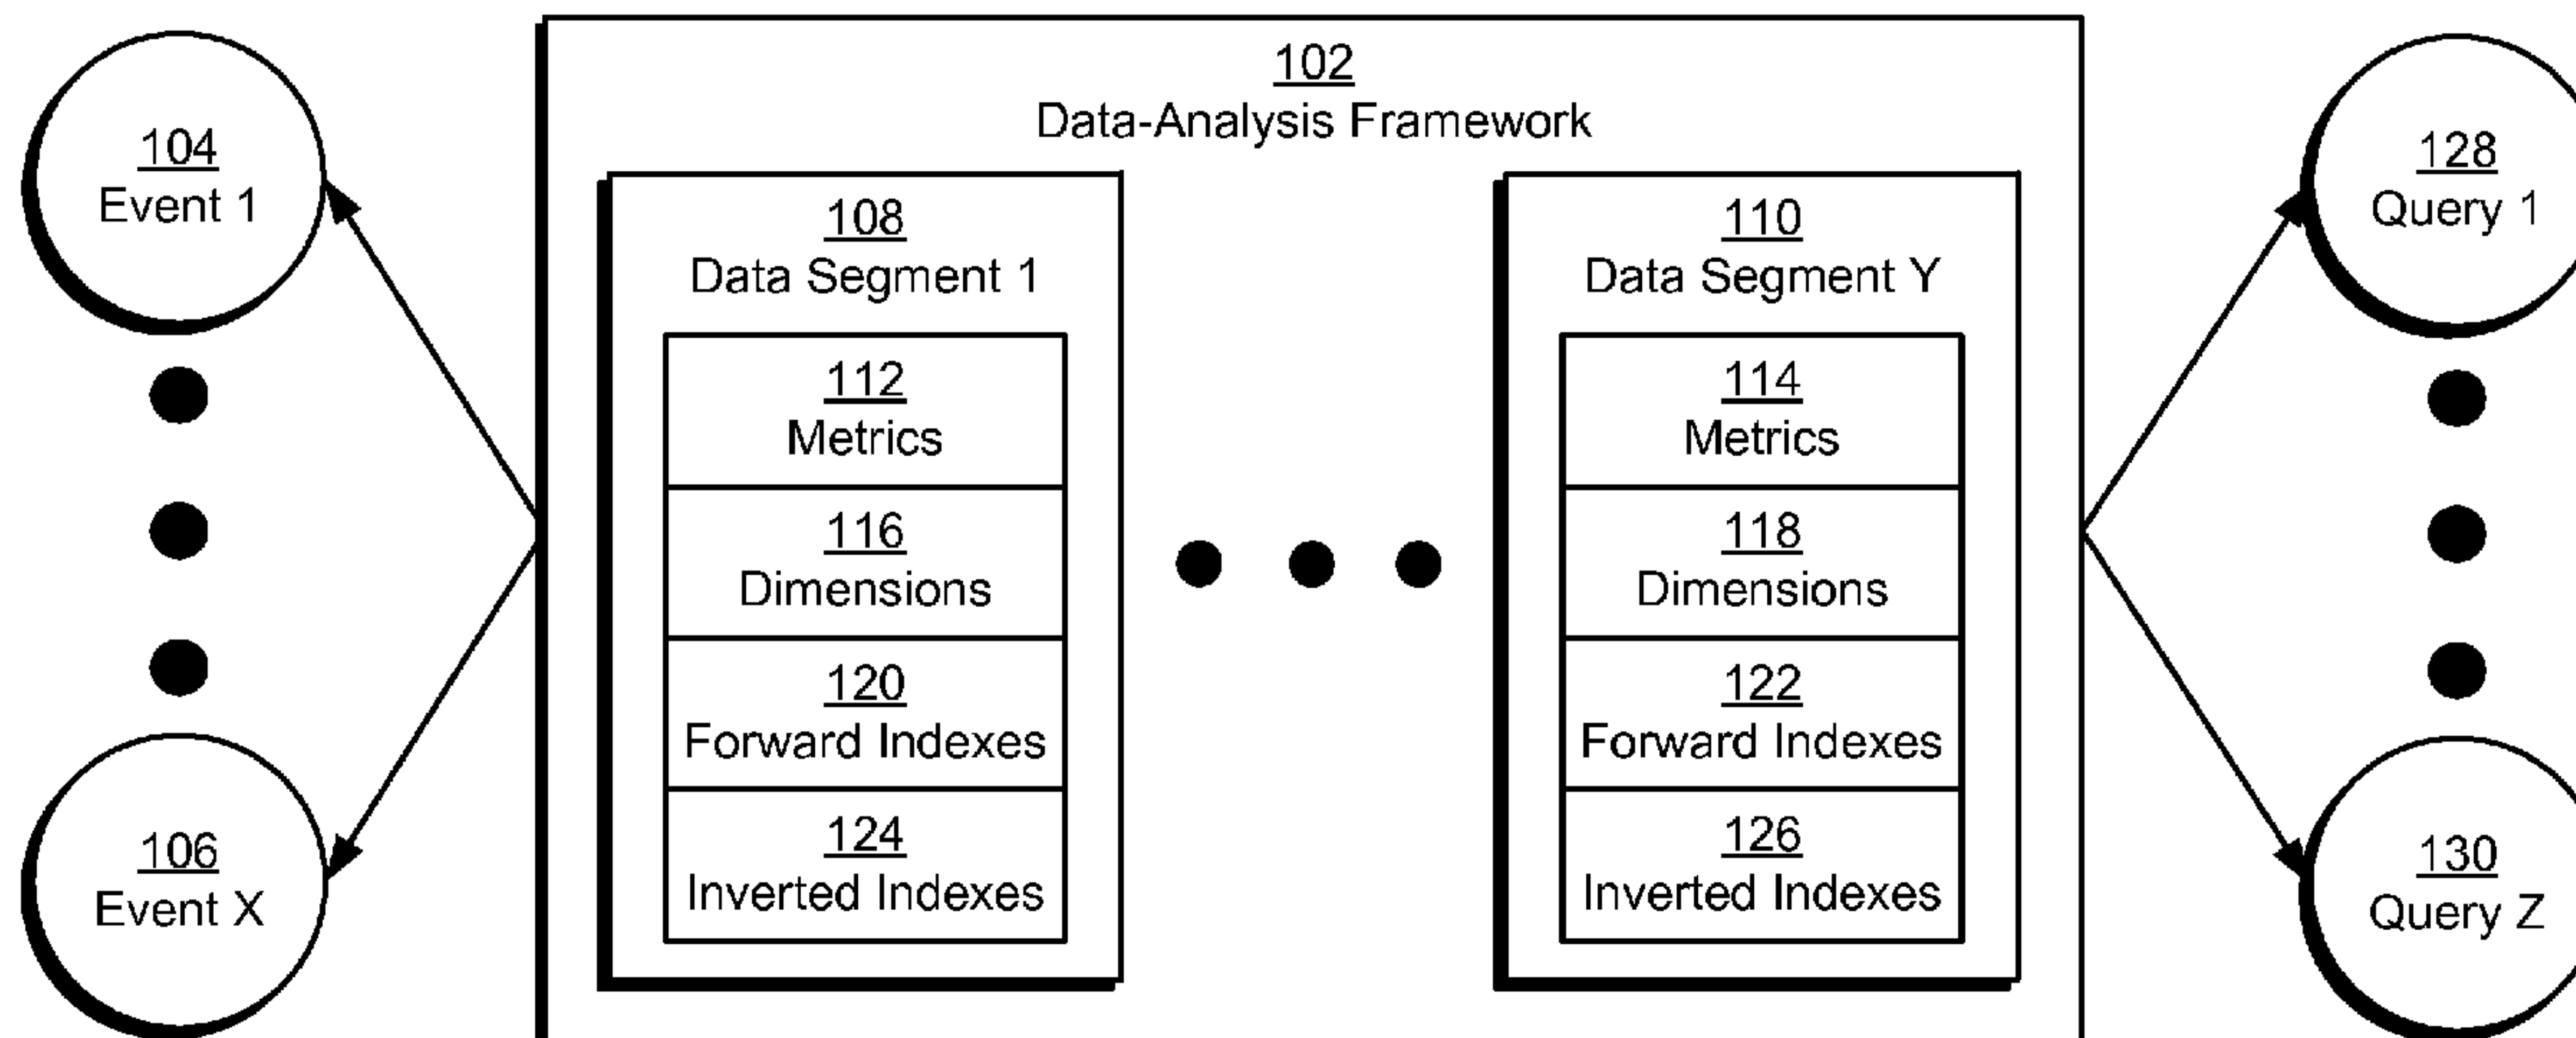 102
Data-Analysis Framework
104
Event 1
106
Event X
108
Data Segment 1
112
Metrics
116
Dimensions
120
Forward Indexes
124
Inverted Indexes
110
Data Segment Y
114
Metrics
118
Dimensions
122
Forward Indexes
126
Inverted Indexes
128
Query 1
130
Query Z